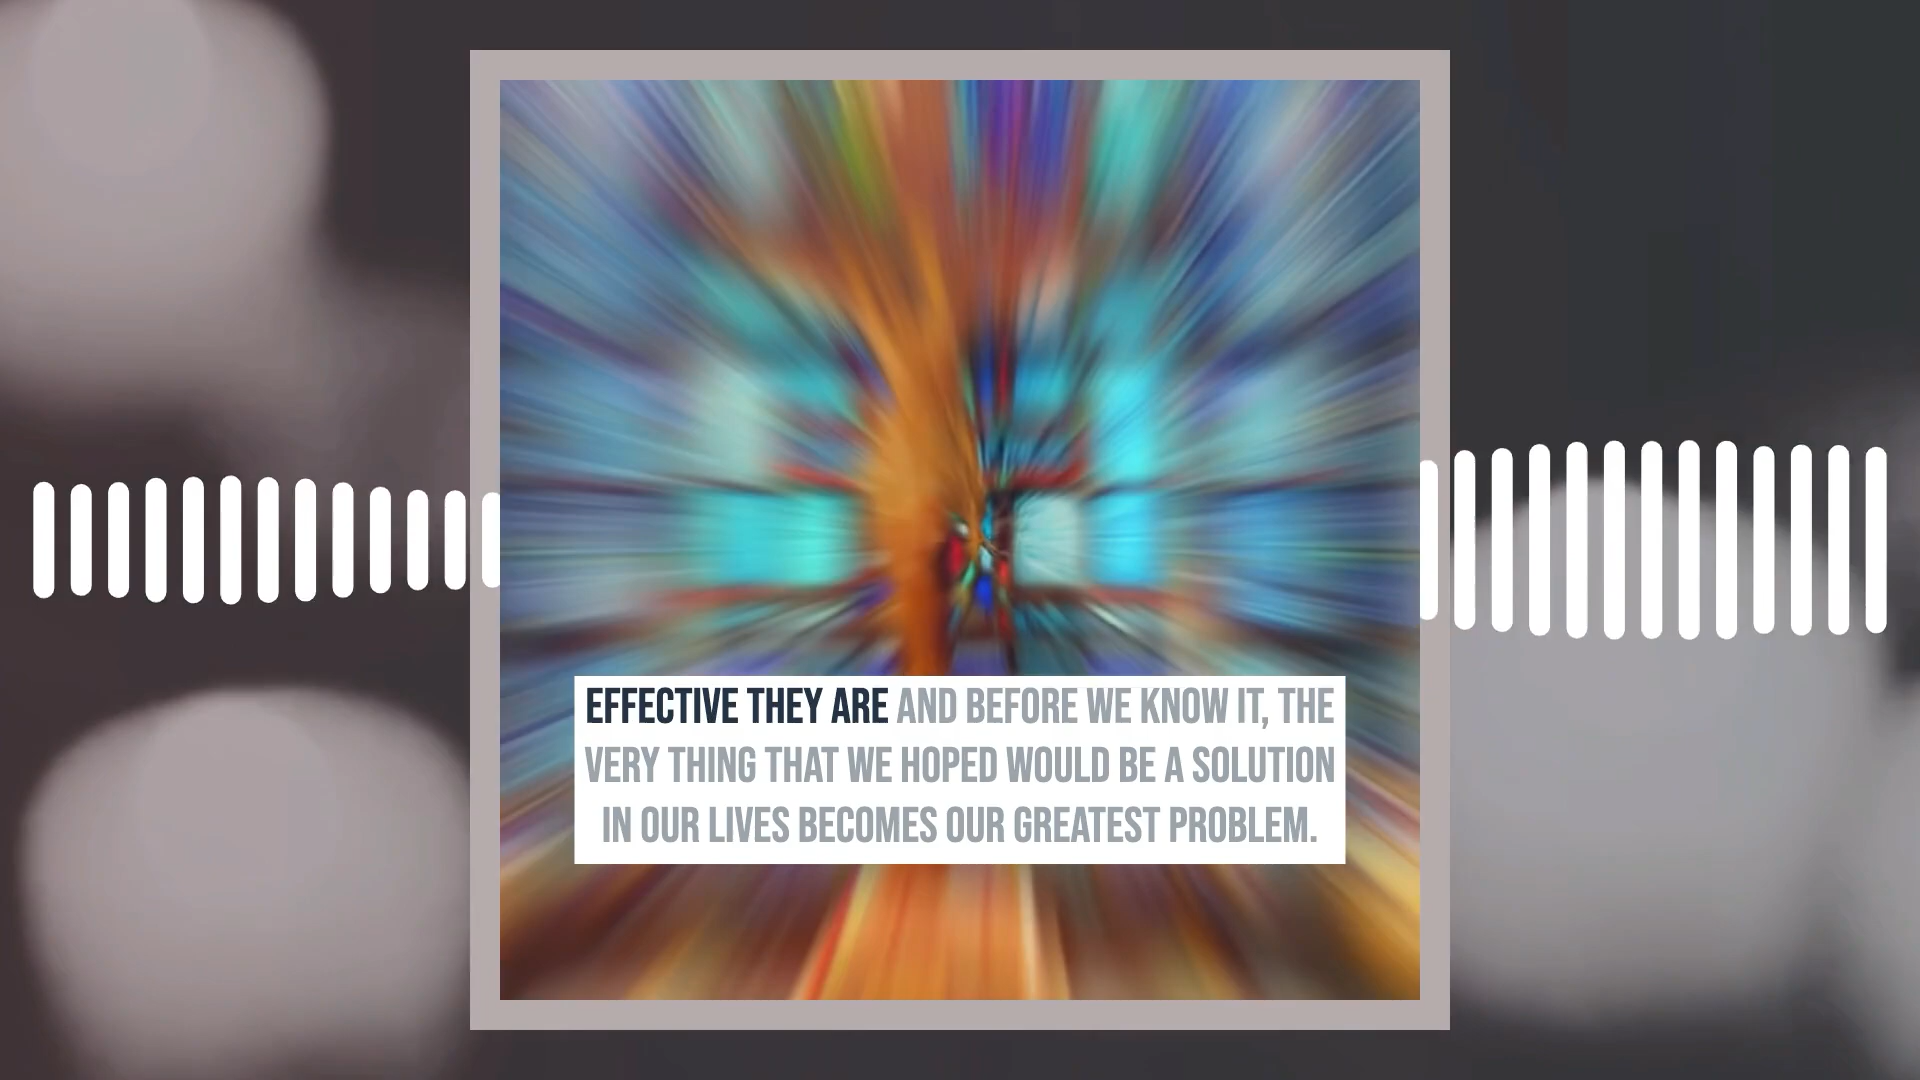 EFFECTIVE THEY ARE AND BEFORE WE KNOW IT, THE
VERY THING THAT WE HOPED WOULD BE A SOLUTION
IN OUR LIVES BECOMES OUR GREATEST PROBLEM.